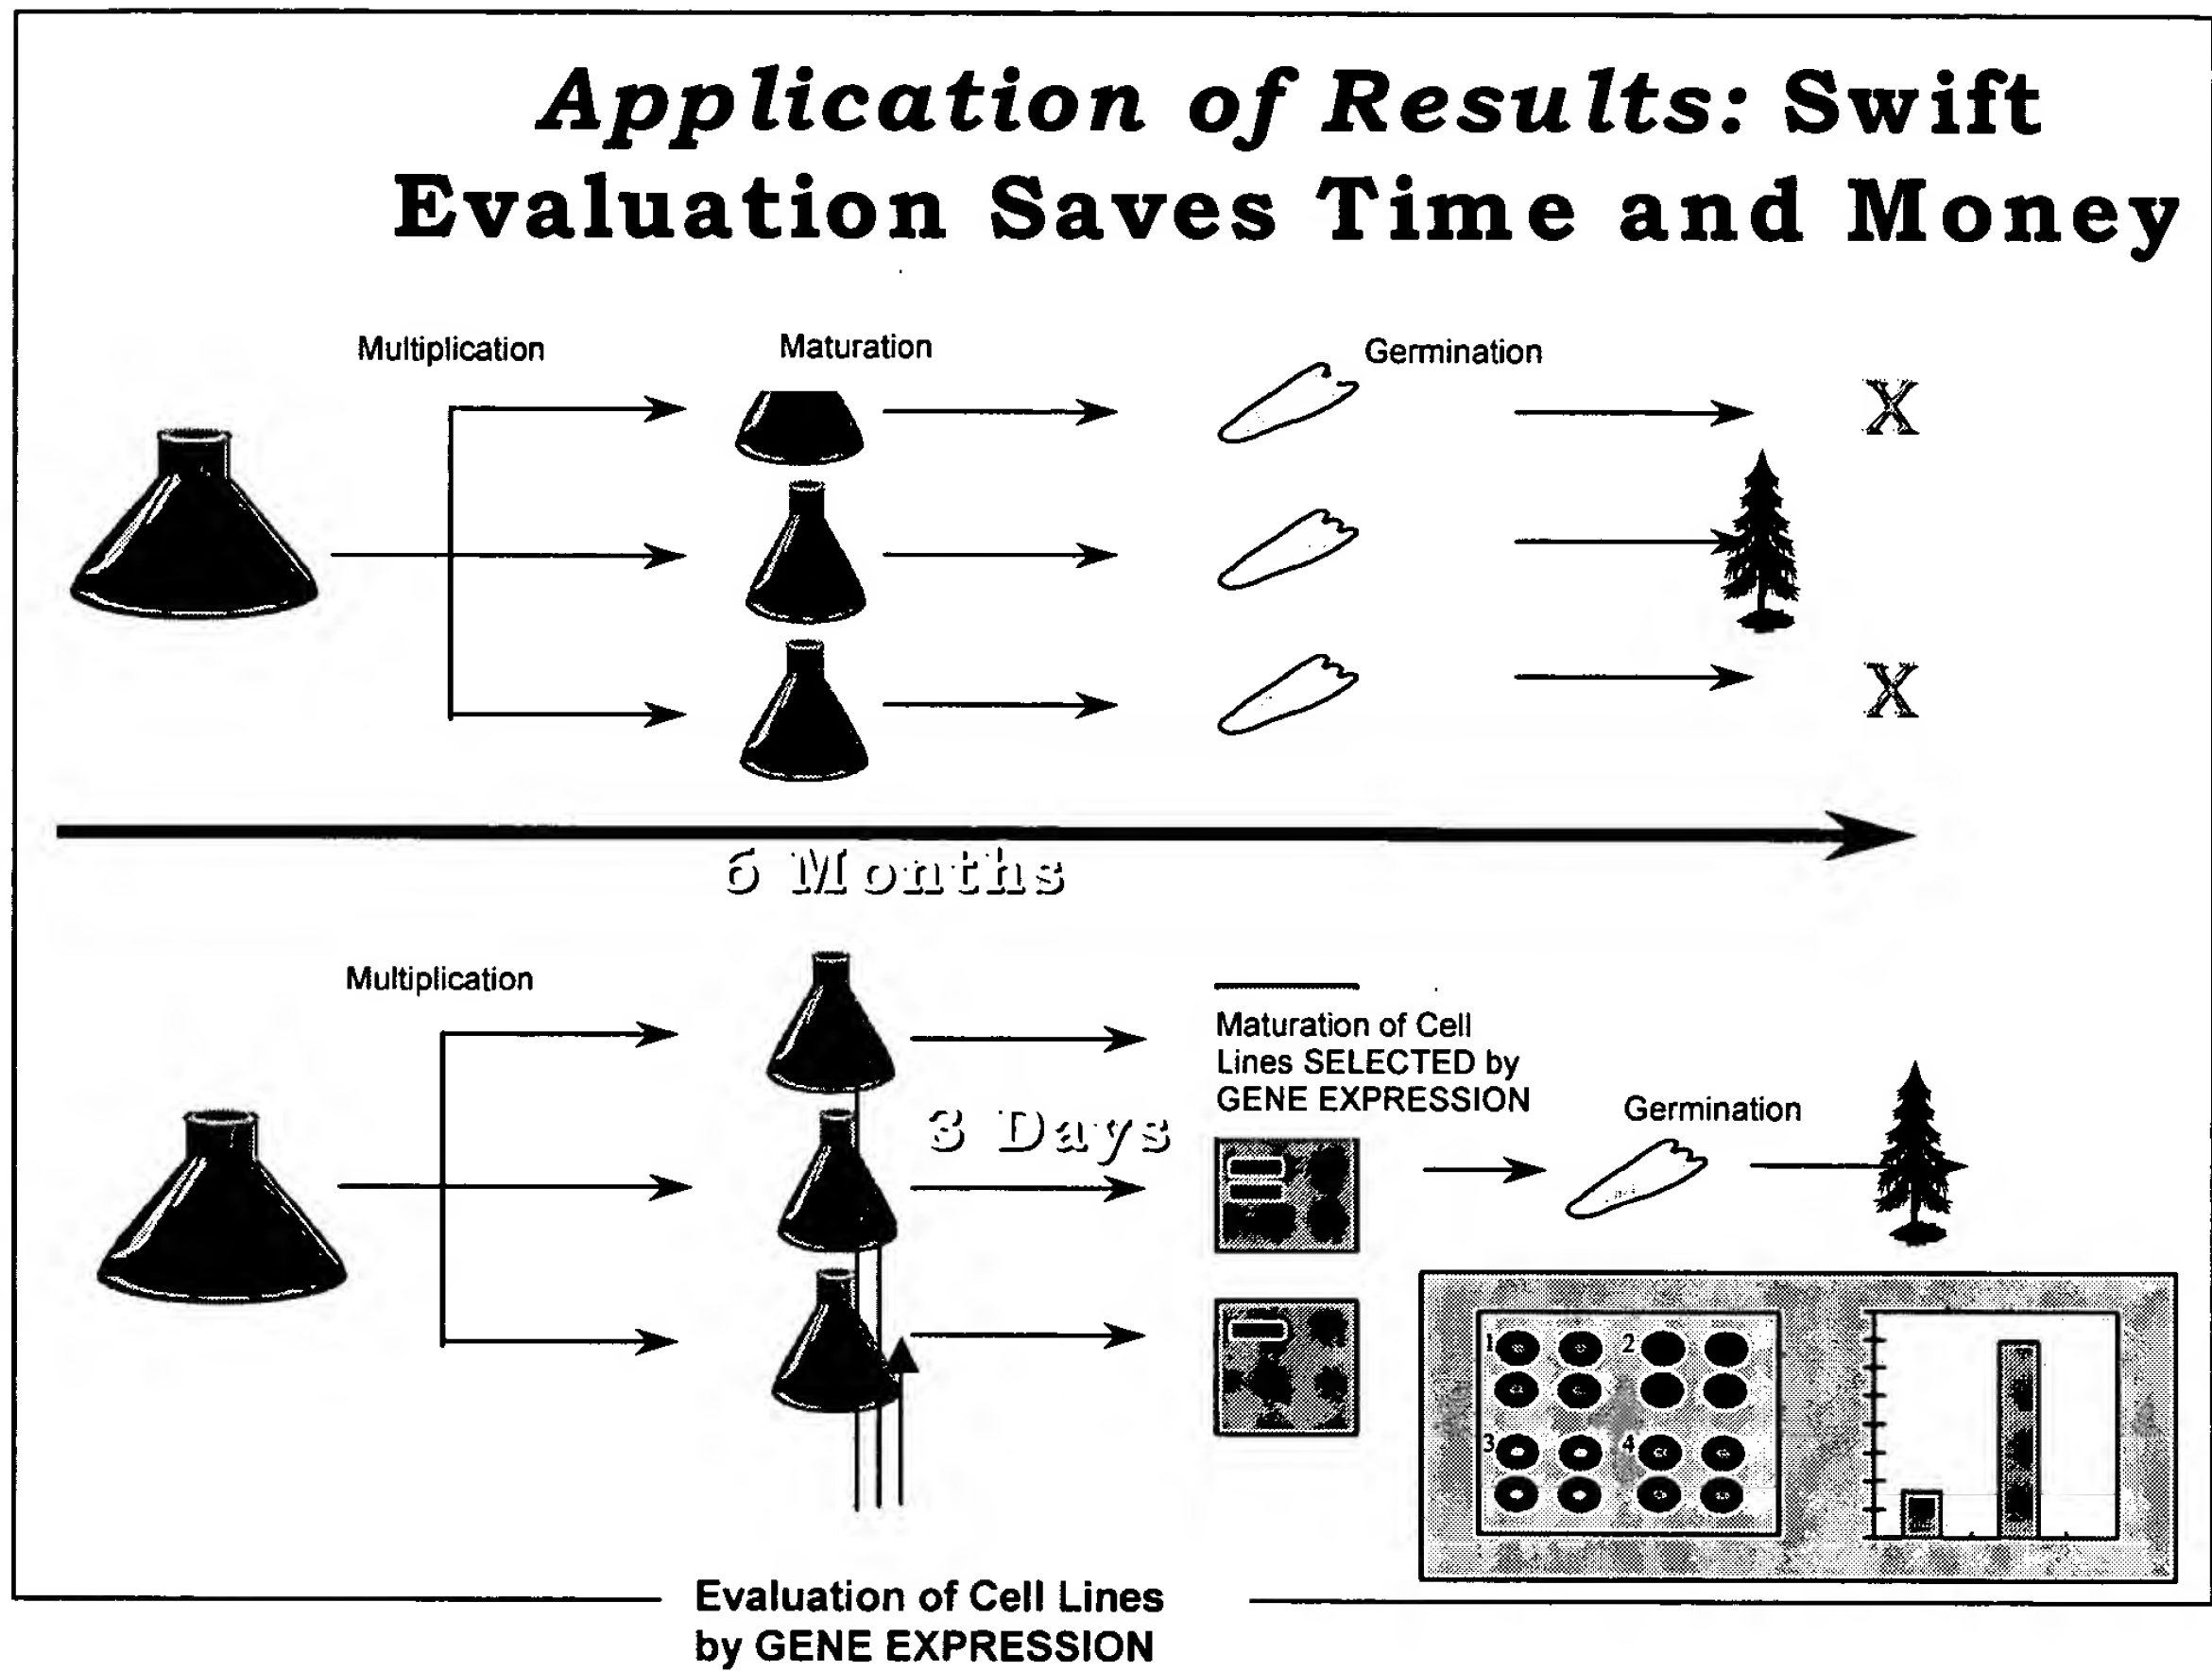 Application of Results: Swift
Evaluation Saves Time and Money
Multiplication
Maturation
Germination
X
X
6 Months
Multiplication
3 Days
Maturation of Cell
Lines SELECTED by
GENE EXPRESSION
Germination
1 2
3 4
Evaluation of Cell Lines
by GENE EXPRESSION